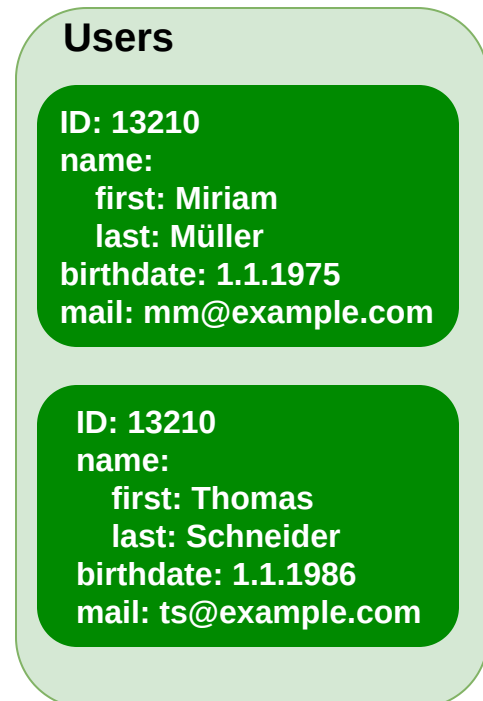 Users
ID: 13210
name:
first: Miriam
last: Müller
birthdate: 1.1.1975
mail: mm@example.com
ID: 13210
name:
first: Thomas
last: Schneider
birthdate: 1.1.1986
mail: ts@example.com